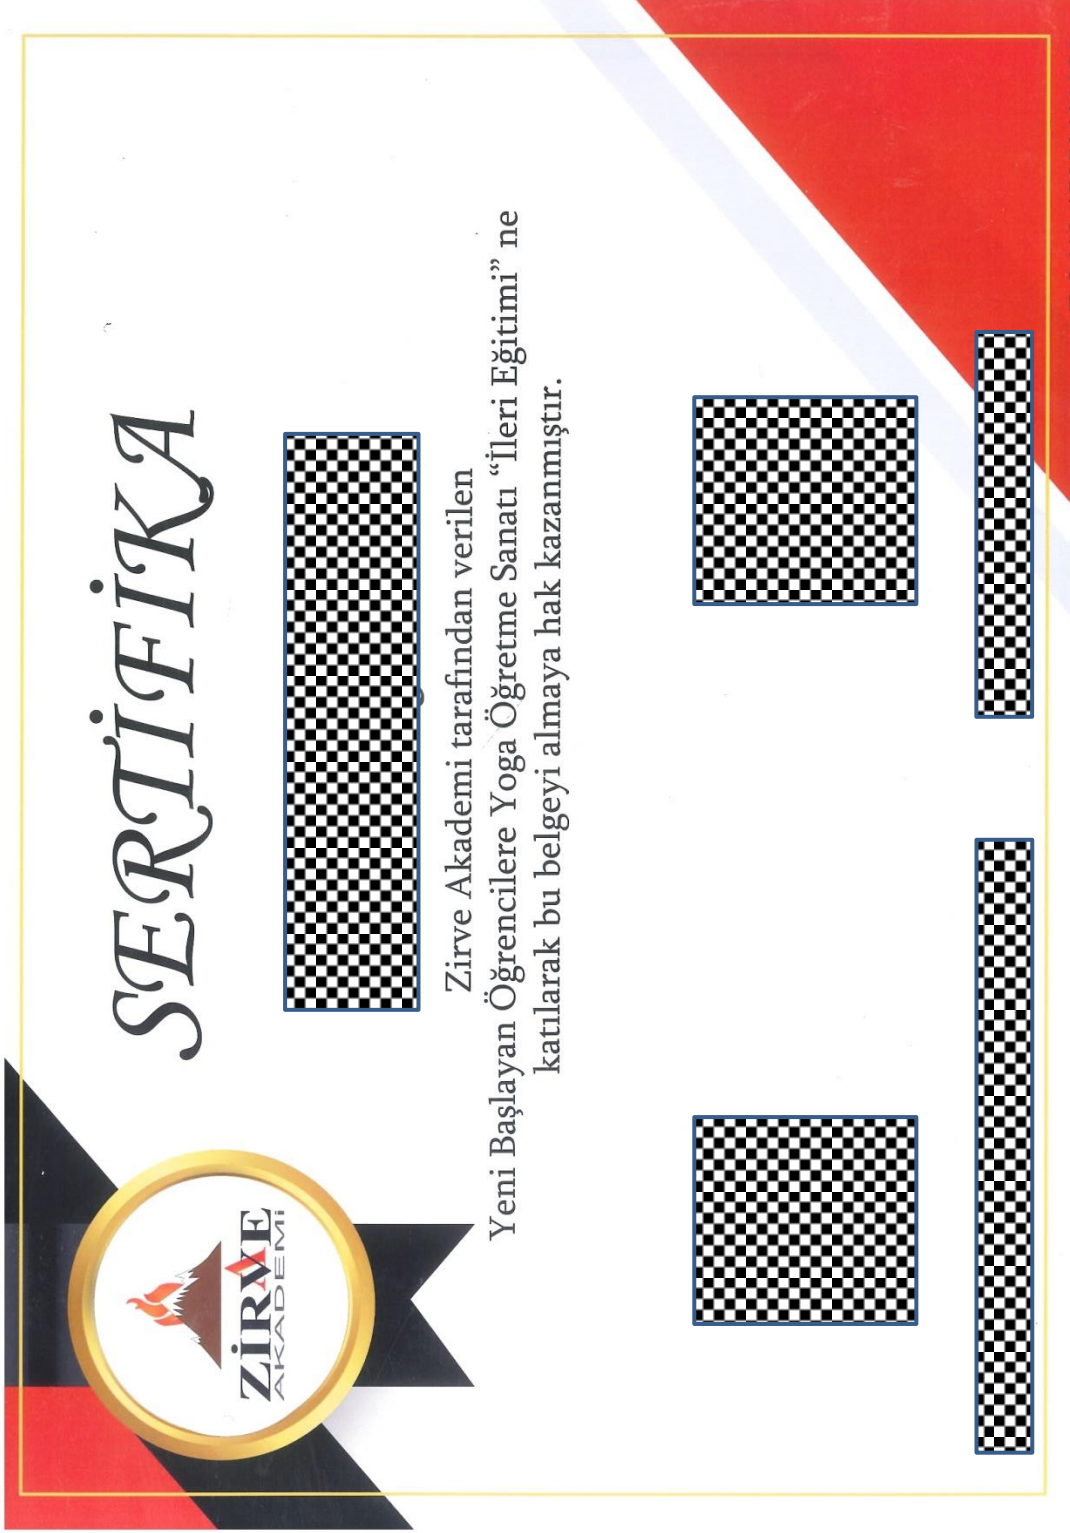 SERTİFİKA
Zirve Akademi tarafından verilen
Yeni Başlayan Öğrencilere Yoga Öğretme Sanatı “İleri Eğitimi” ne
katılarak bu belgeyi almaya hak kazanmıştır.
ZİRVE
AKADEMİ